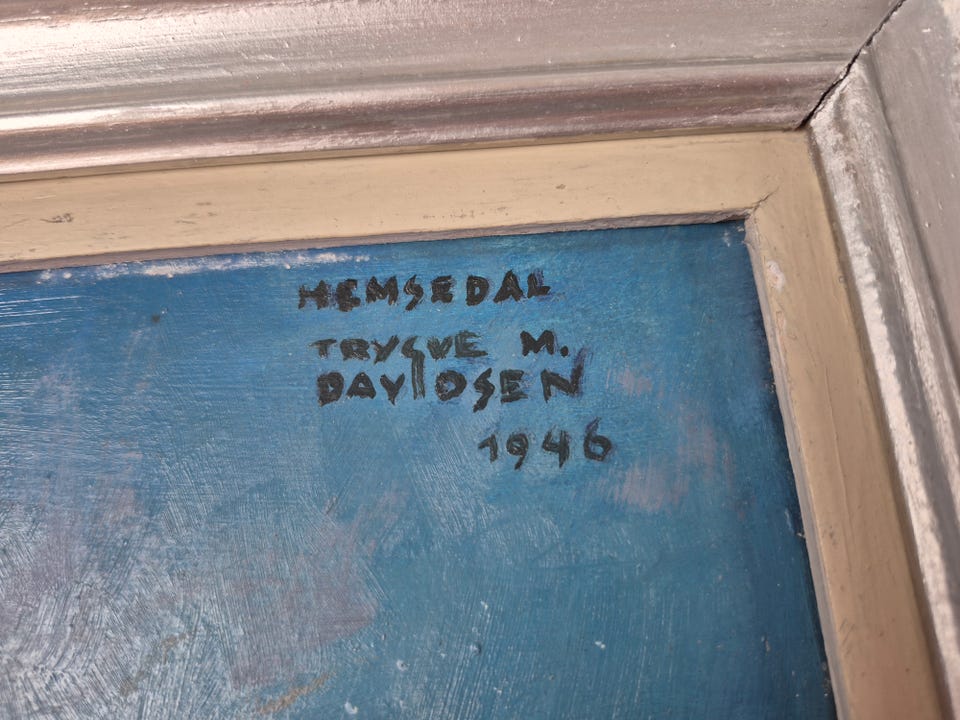 HEMSEDAL
TRYGVE M.
DAVIDSEN
1946